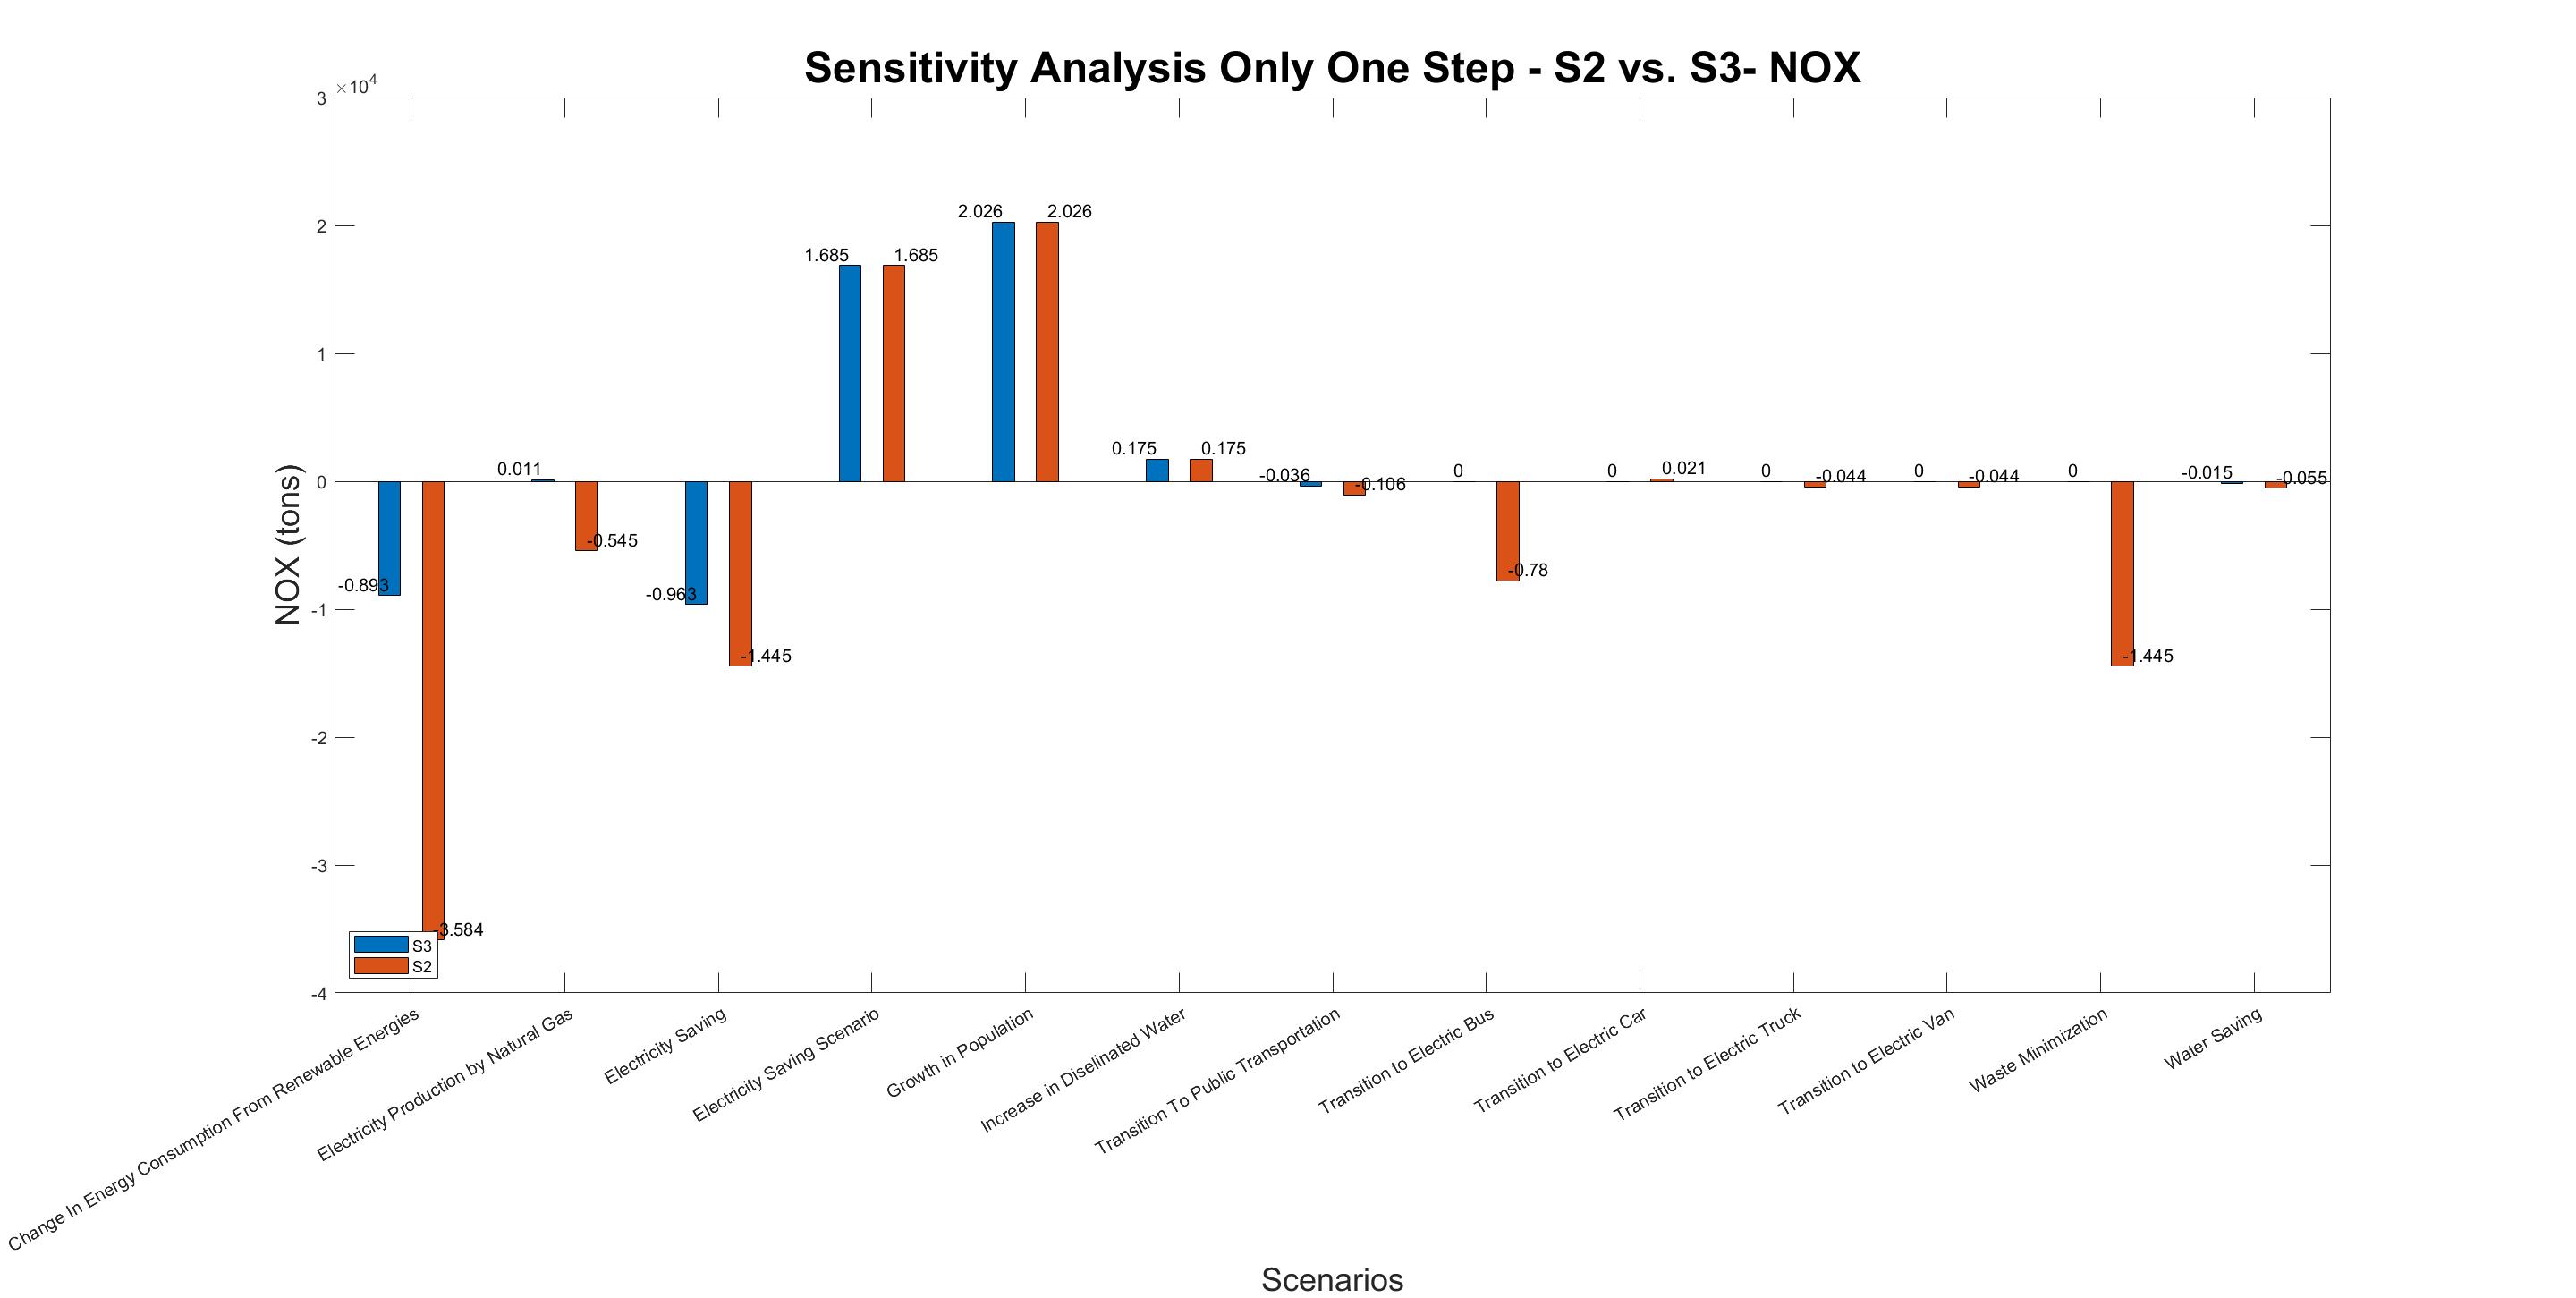 Sensitivity Analysis Only One Step - S2 vs. S3- NOX
×10^4
3
2
1
0
-1
-2
-3
-4
NOX (tons)
-0.893
-3.584
0.011
-0.545
-0.963
-1.445
1.685
1.685
2.026
2.026
0.175
0.175
-0.036
-0.106
0
-0.78
0
0.021
0
-0.044
0
-0.044
0
-1.445
-0.015
-0.055
S3
S2
Change In Energy Consumption From Renewable Energies
Electricity Production by Natural Gas
Electricity Saving
Electricity Saving Scenario
Growth in Population
Increase in Diselinated Water
Transition To Public Transportation
Transition to Electric Bus
Transition to Electric Car
Transition to Electric Truck
Transition to Electric Van
Waste Minimization
Water Saving
Scenarios